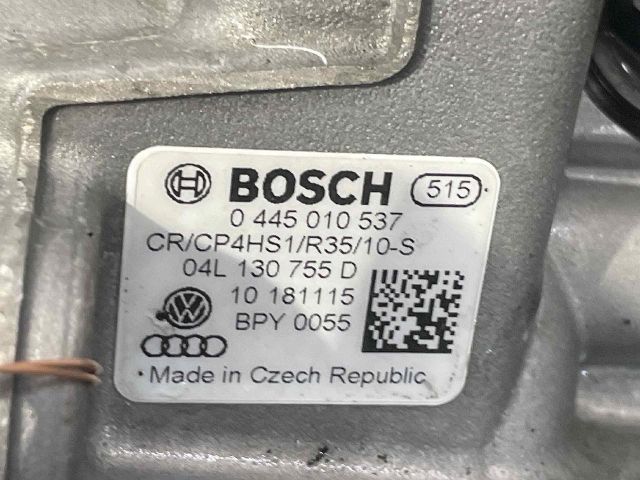 BOSCH 515
0 445 010 537
CR/CP4HS1/R35/10-S
04L 130 755 D
10 181115
BPY 0055
Made in Czech Republic